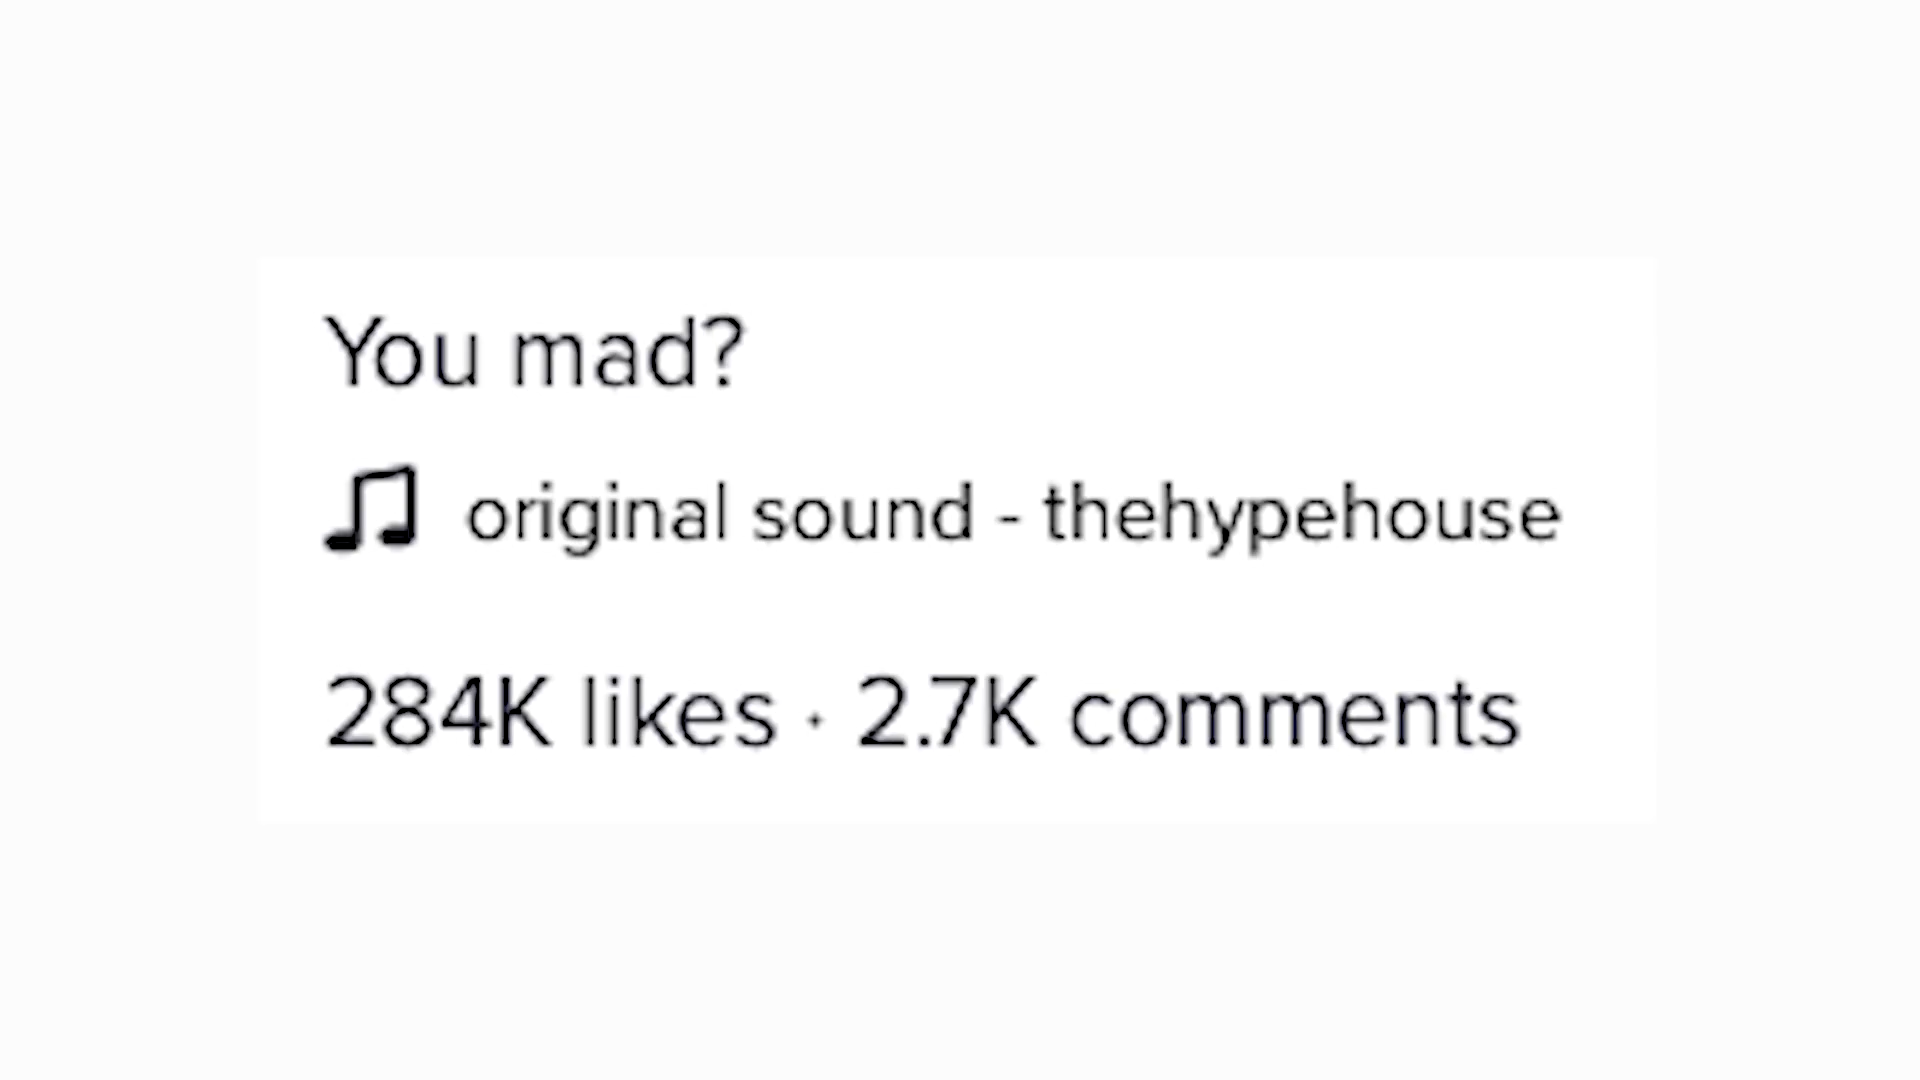 You mad?
original sound - thehypehouse
284K likes · 2.7K comments